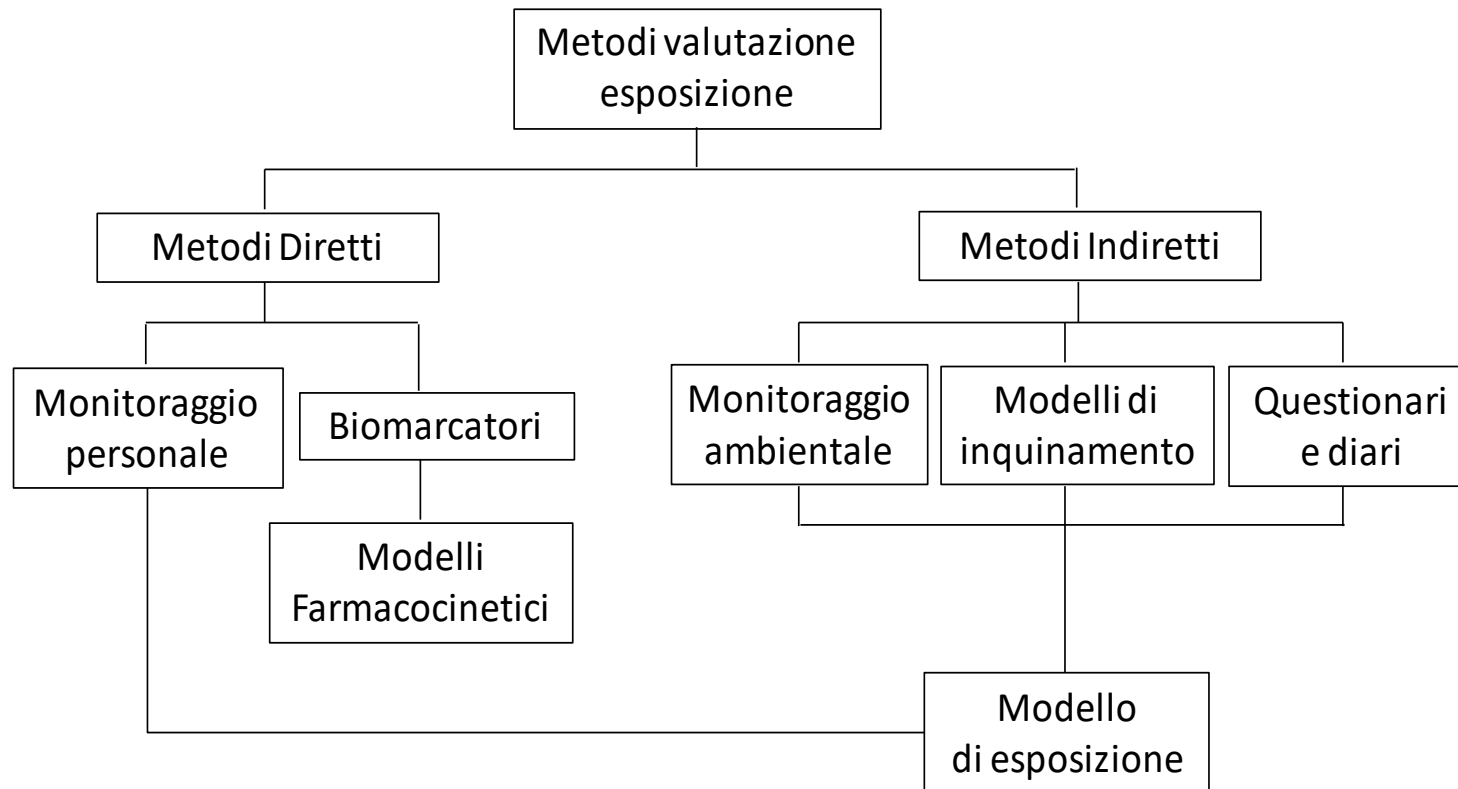 Metodi valutazione
esposizione
Metodi Diretti
Metodi Indiretti
Monitoraggio
personale
Biomarcatori
Monitoraggio
ambientale
Modelli di
inquinamento
Questionari
e diari
Modelli
Farmacocinetici
Modello
di esposizione